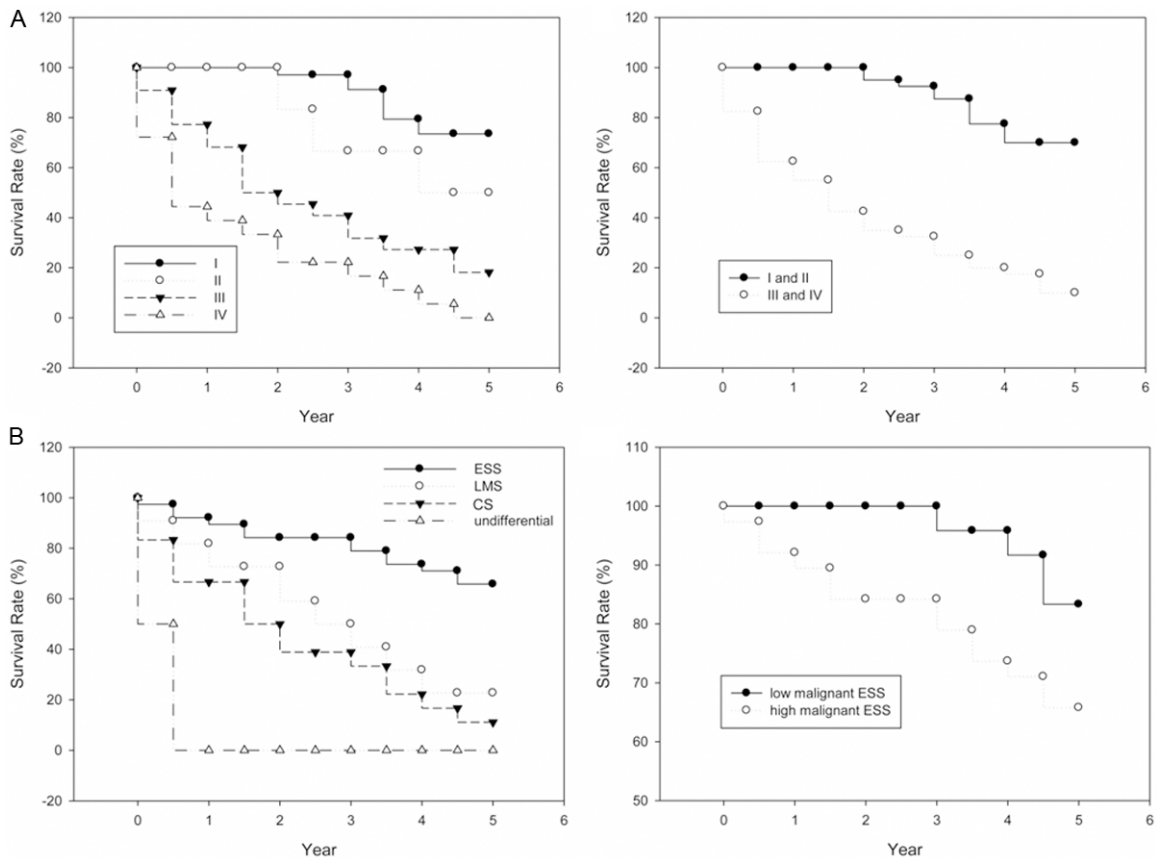 A
120
100
80
60
40
20
0
-20
Survival Rate (%)
I
II
III
IV
0 1 2 3 4 5 6
Year
120
100
80
60
40
20
0
-20
Survival Rate (%)
I and II
III and IV
0 1 2 3 4 5 6
Year
B
120
100
80
60
40
20
0
-20
Survival Rate (%)
ESS
LMS
CS
undifferential
0 1 2 3 4 5 6
Year
110
100
90
80
70
60
50
Survival Rate (%)
low malignant ESS
high malignant ESS
0 1 2 3 4 5 6
Year